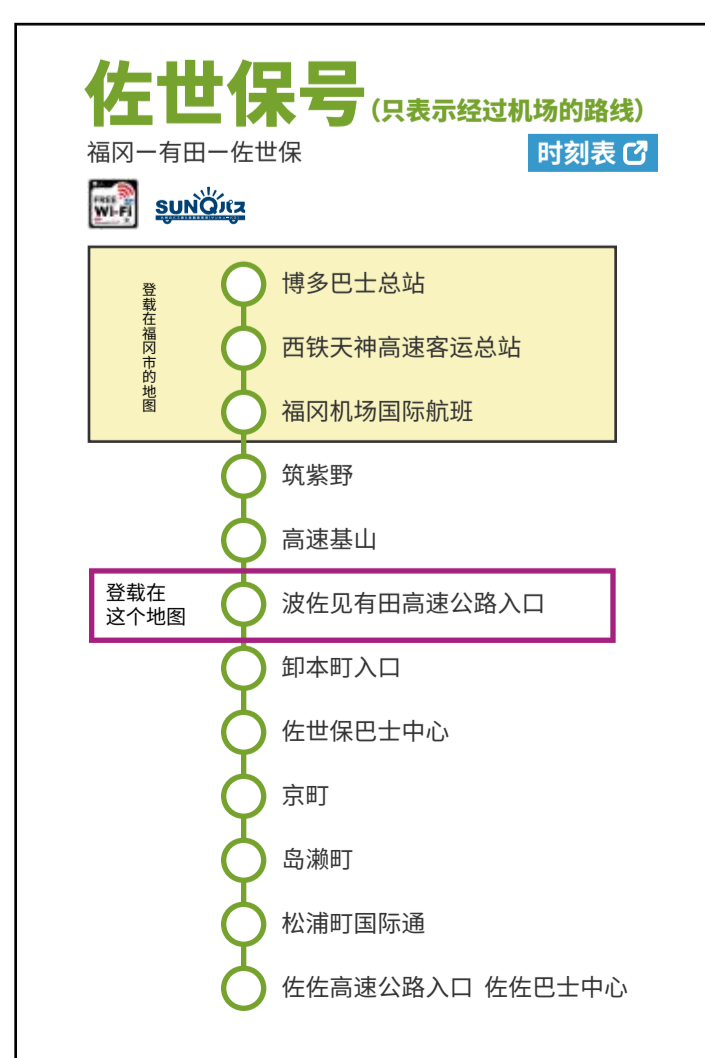 佐世保号(只表示经过机场的路线)
福冈ー有田ー佐世保
时刻表
FREE
Wi-Fi
SUNQパス
登载在福冈市的地图
博多巴士总站
西铁天神高速客运总站
福冈机场国际航班
筑紫野
高速基山
登载在
这个地图
波佐见有田高速公路入口
卸本町入口
佐世保巴士中心
京町
岛濑町
松浦町国际通
佐佐高速公路入口 佐佐巴士中心